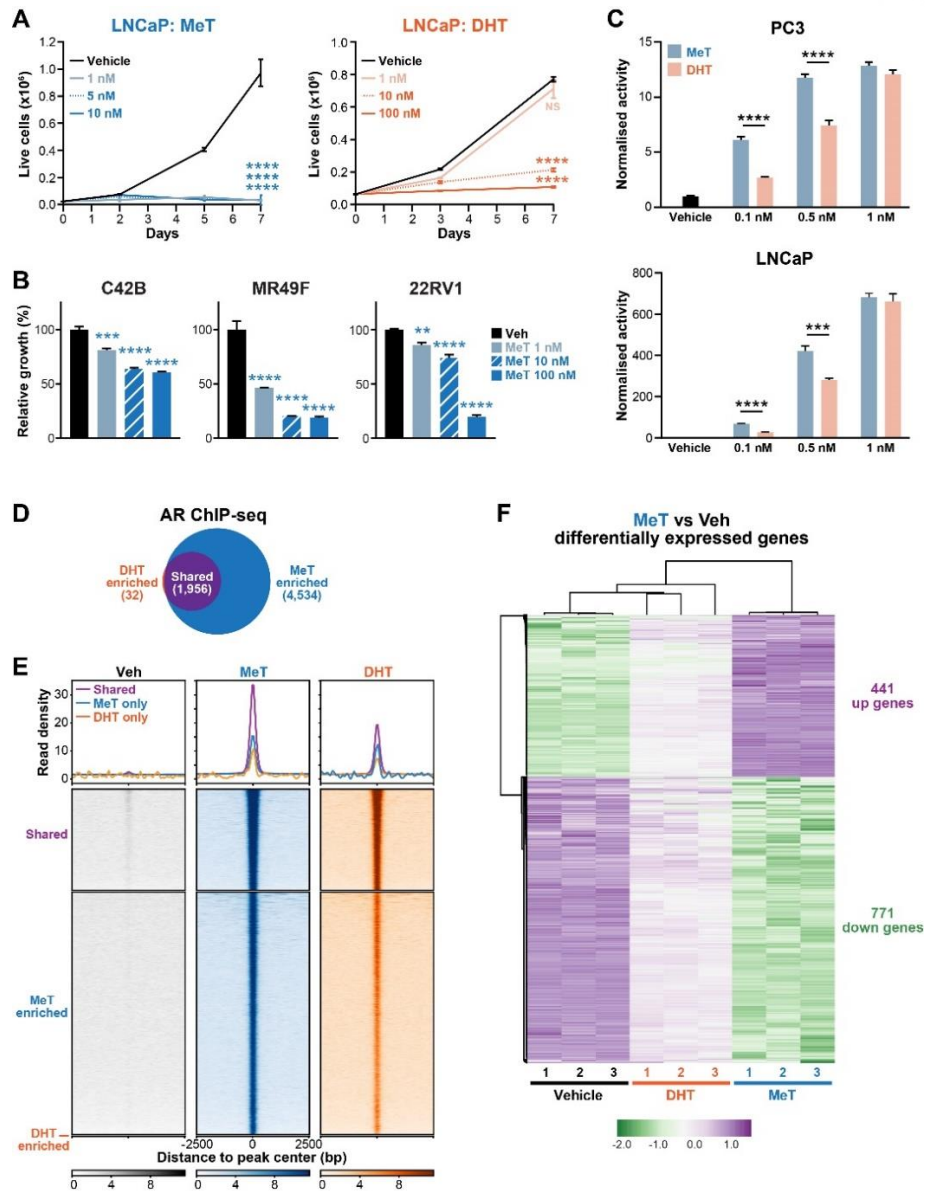 A
LNCaP: MeT
Live cells (x10⁶)
1.2
1.0
0.8
0.6
0.4
0.2
0
Vehicle
1 nM
5 nM
10 nM
****
****
****
0 1 2 3 4 5 6 7
Days
LNCaP: DHT
Live cells (x10⁶)
1.0
0.8
0.6
0.4
0.2
0
Vehicle
1 nM
10 nM
100 nM
NS
****
****
0 1 2 3 4 5 6 7
Days
B
Relative growth (%)
C42B
100
50
0
***
****
****
MR49F
100
50
0
****
****
****
22RV1
100
50
0
**
****
****
Veh
MeT 1 nM
MeT 10 nM
MeT 100 nM
C
PC3
Normalised activity
15
10
5
0
MeT
DHT
****
****
Vehicle 0.1 nM 0.5 nM 1 nM
LNCaP
Normalised activity
800
600
400
200
0
****
***
Vehicle 0.1 nM 0.5 nM 1 nM
D
AR ChIP-seq
DHT
enriched
(32)
Shared
(1,956)
MeT
enriched
(4,534)
E
Veh MeT DHT
Read density
30
20
10
0
Shared
MeT only
DHT only
Shared
MeT
enriched
DHT
enriched
-2500 0 2500
Distance to peak center (bp)
0 4 8
0 4 8
0 4 8
F
MeT vs Veh
differentially expressed genes
441
up genes
771
down genes
1 2 3 1 2 3 1 2 3
Vehicle DHT MeT
-2.0 -1.0 0 1.0